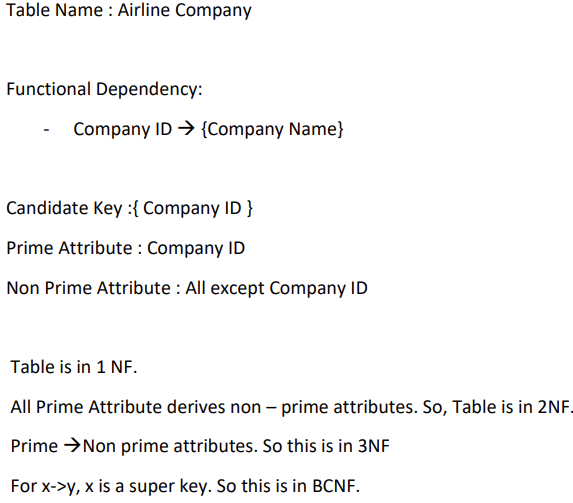 Table Name : Airline Company
Functional Dependency:
- Company ID → {Company Name}
Candidate Key :{ Company ID }
Prime Attribute : Company ID
Non Prime Attribute : All except Company ID
Table is in 1 NF.
All Prime Attribute derives non – prime attributes. So, Table is in 2NF.
Prime →Non prime attributes. So this is in 3NF
For x->y, x is a super key. So this is in BCNF.